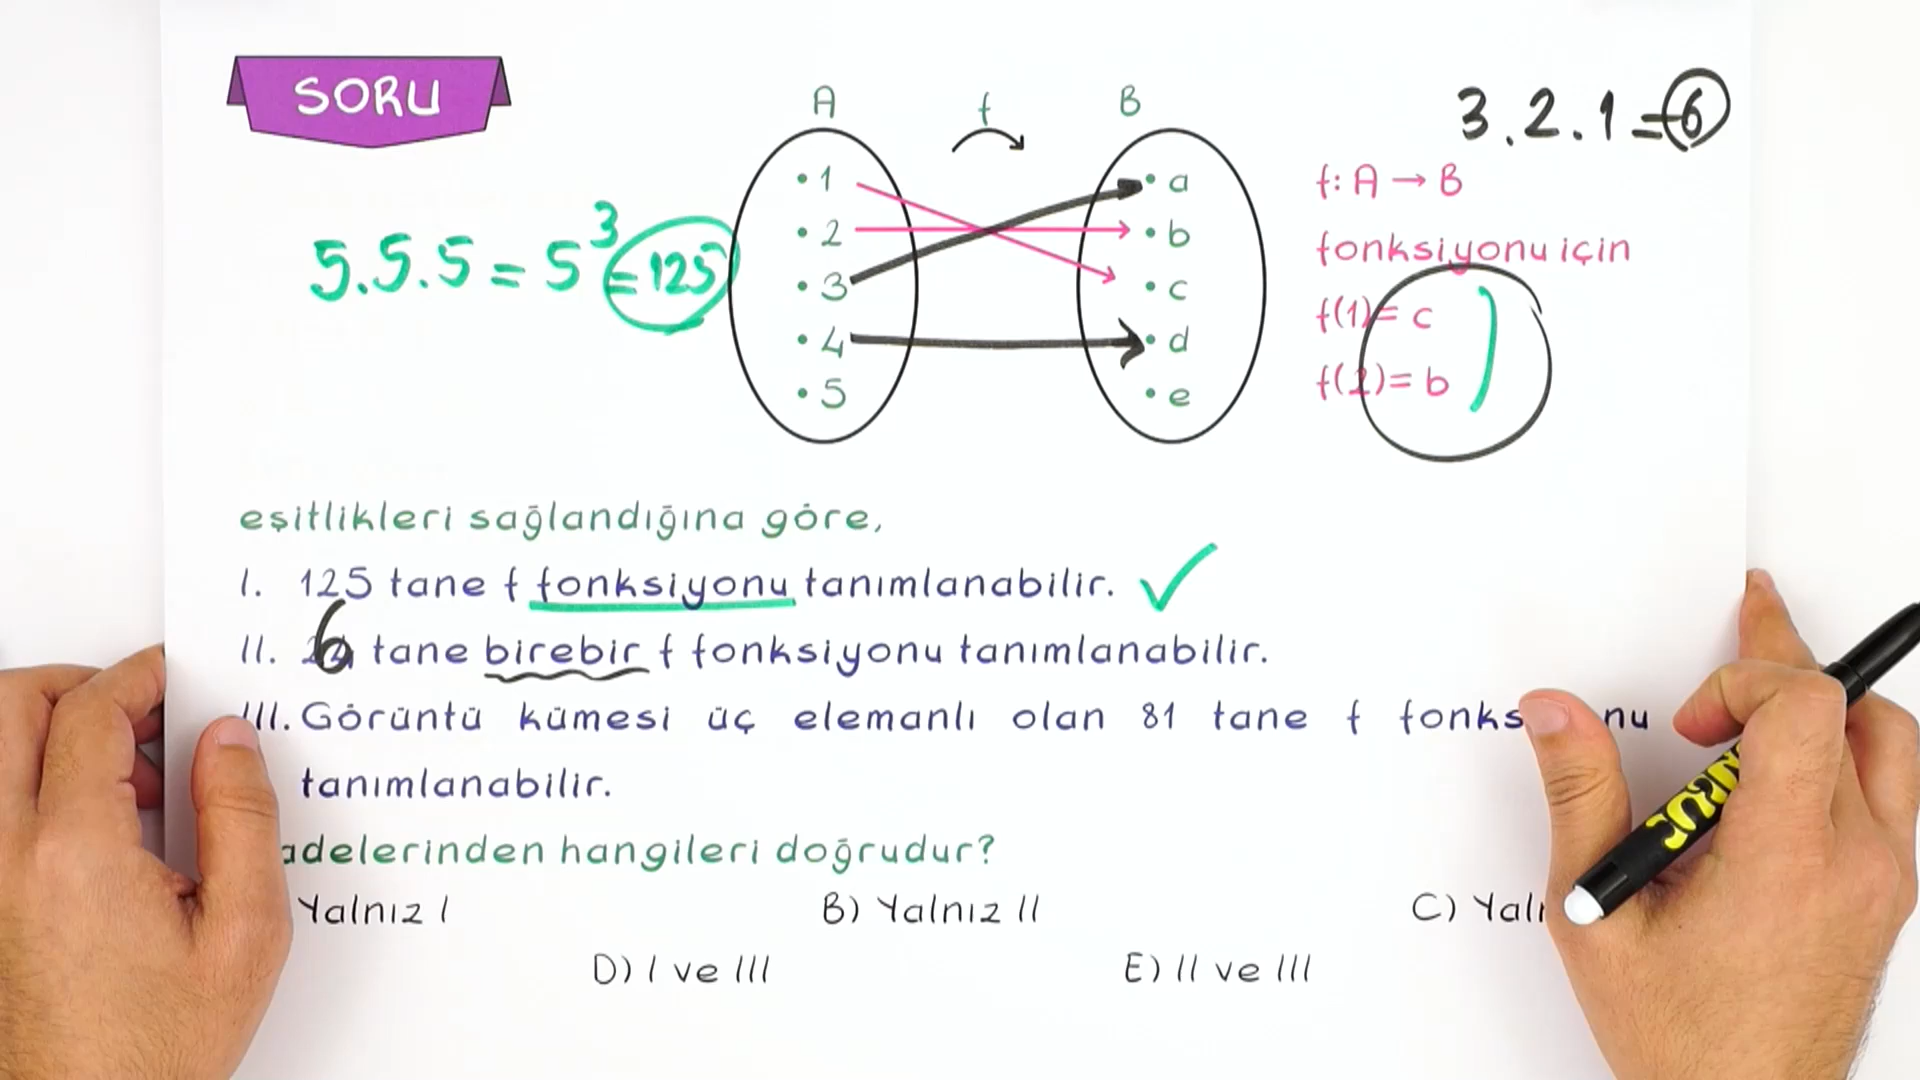 SORU
A f B
3.2.1=6
• 1 • a
• 2 • b
• 3 • c
• 4 • d
• 5 • e
5.5.5 = 5³ = 125
f: A → B
fonksiyonu için
f(1)= c
f(2)= b
eşitlikleri sağlandığına göre,
I. 125 tane f fonksiyonu tanımlanabilir. ✓
II. 6 tane birebir f fonksiyonu tanımlanabilir.
III. Görüntü kümesi üç elemanlı olan 81 tane f fonks nu
tanımlanabilir.
adelerinden hangileri doğrudur?
Yalnız I B) Yalnız II C)
D) I ve III E) II ve III